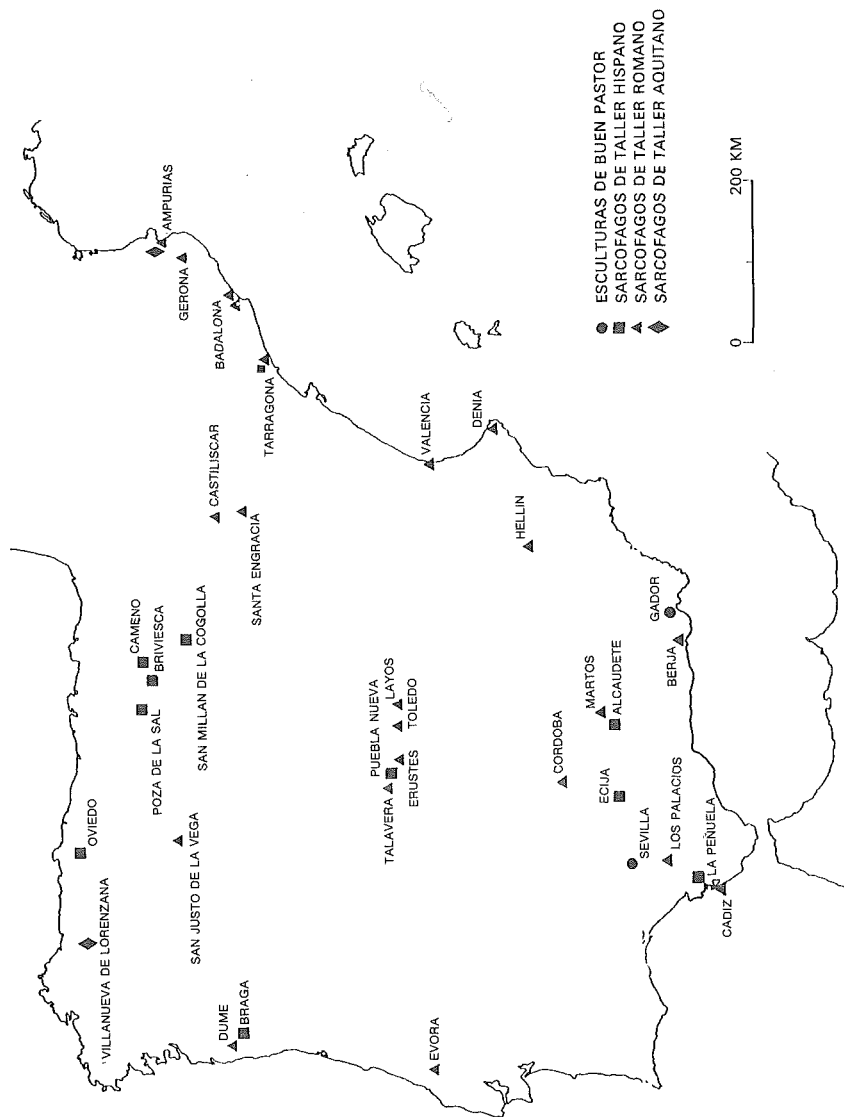 VILLANUEVA DE LORENZANA
OVIEDO
POZA DE LA SAL
CAMENO
BRIVIESCA
SAN MILLAN DE LA COGOLLA
SAN JUSTO DE LA VEGA
DUME
BRAGA
CASTILISCAR
SANTA ENGRACIA
AMPURIAS
GERONA
BADALONA
TARRAGONA
TALAVERA
PUEBLA NUEVA
ERUSTES
LAYOS
TOLEDO
EVORA
VALENCIA
DENIA
HELLIN
CORDOBA
MARTOS
ALCAUDETE
ECIJA
SEVILLA
LOS PALACIOS
LA PEÑUELA
CADIZ
GADOR
BERJA
ESCULTURAS DE BUEN PASTOR
SARCOFAGOS DE TALLER HISPANO
SARCOFAGOS DE TALLER ROMANO
SARCOFAGOS DE TALLER AQUITANO
0
200 KM